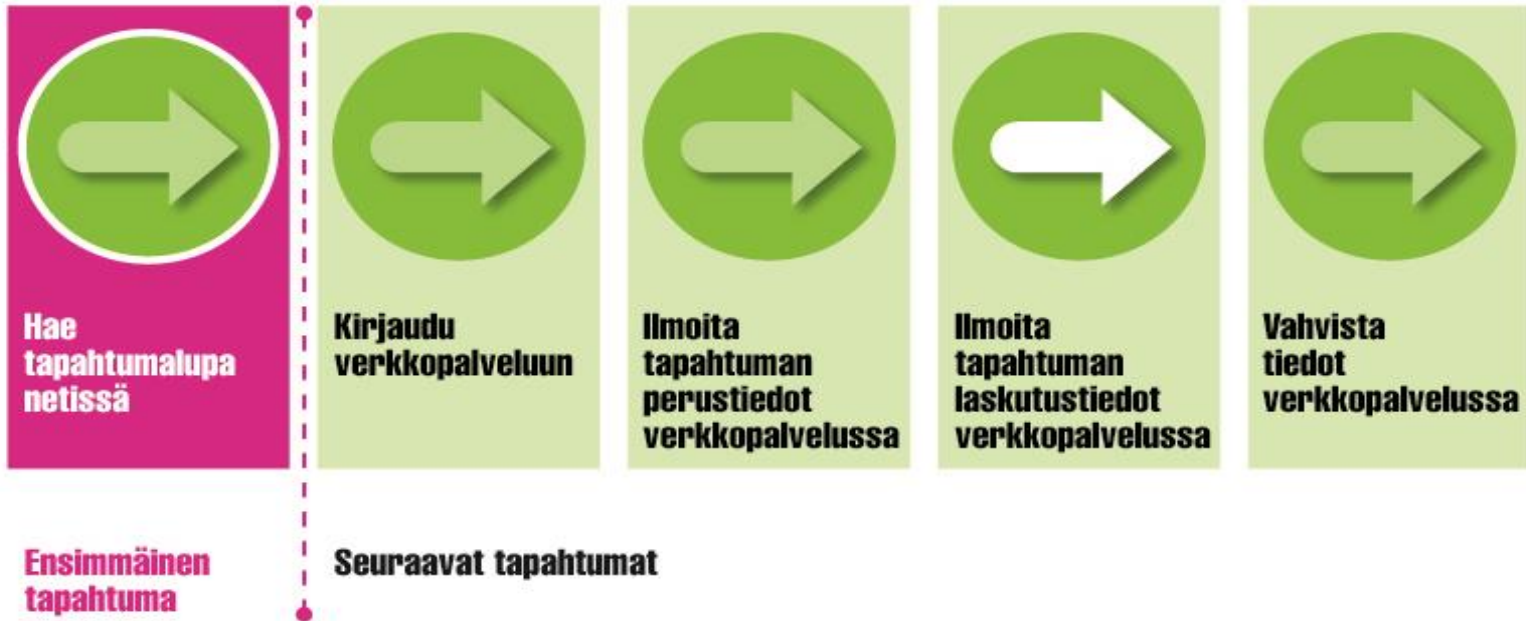 Hae
tapahtumalupa
netissä
Kirjaudu
verkkopalveluun
Ilmoita
tapahtuman
perustiedot
verkkopalvelussa
Ilmoita
tapahtuman
laskutustiedot
verkkopalvelussa
Vahvista
tiedot
verkkopalvelussa
Ensimmäinen
tapahtuma
Seuraavat tapahtumat